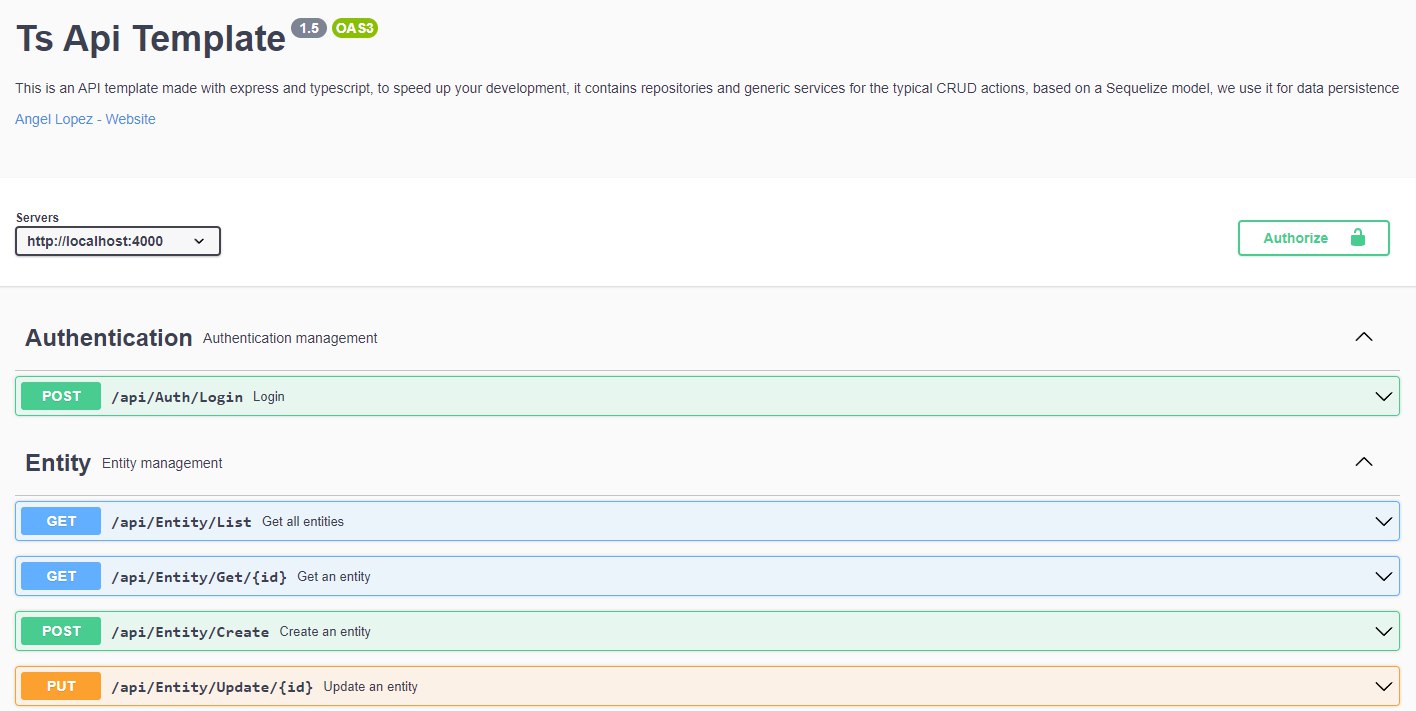 Ts Api Template 1.5 OAS3
This is an API template made with express and typescript, to speed up your development, it contains repositories and generic services for the typical CRUD actions, based on a Sequelize model, we use it for data persistence
Angel Lopez - Website
Servers
http://localhost:4000
Authorize
Authentication Authentication management
POST /api/Auth/Login Login
Entity Entity management
GET /api/Entity/List Get all entities
GET /api/Entity/Get/{id} Get an entity
POST /api/Entity/Create Create an entity
PUT /api/Entity/Update/{id} Update an entity